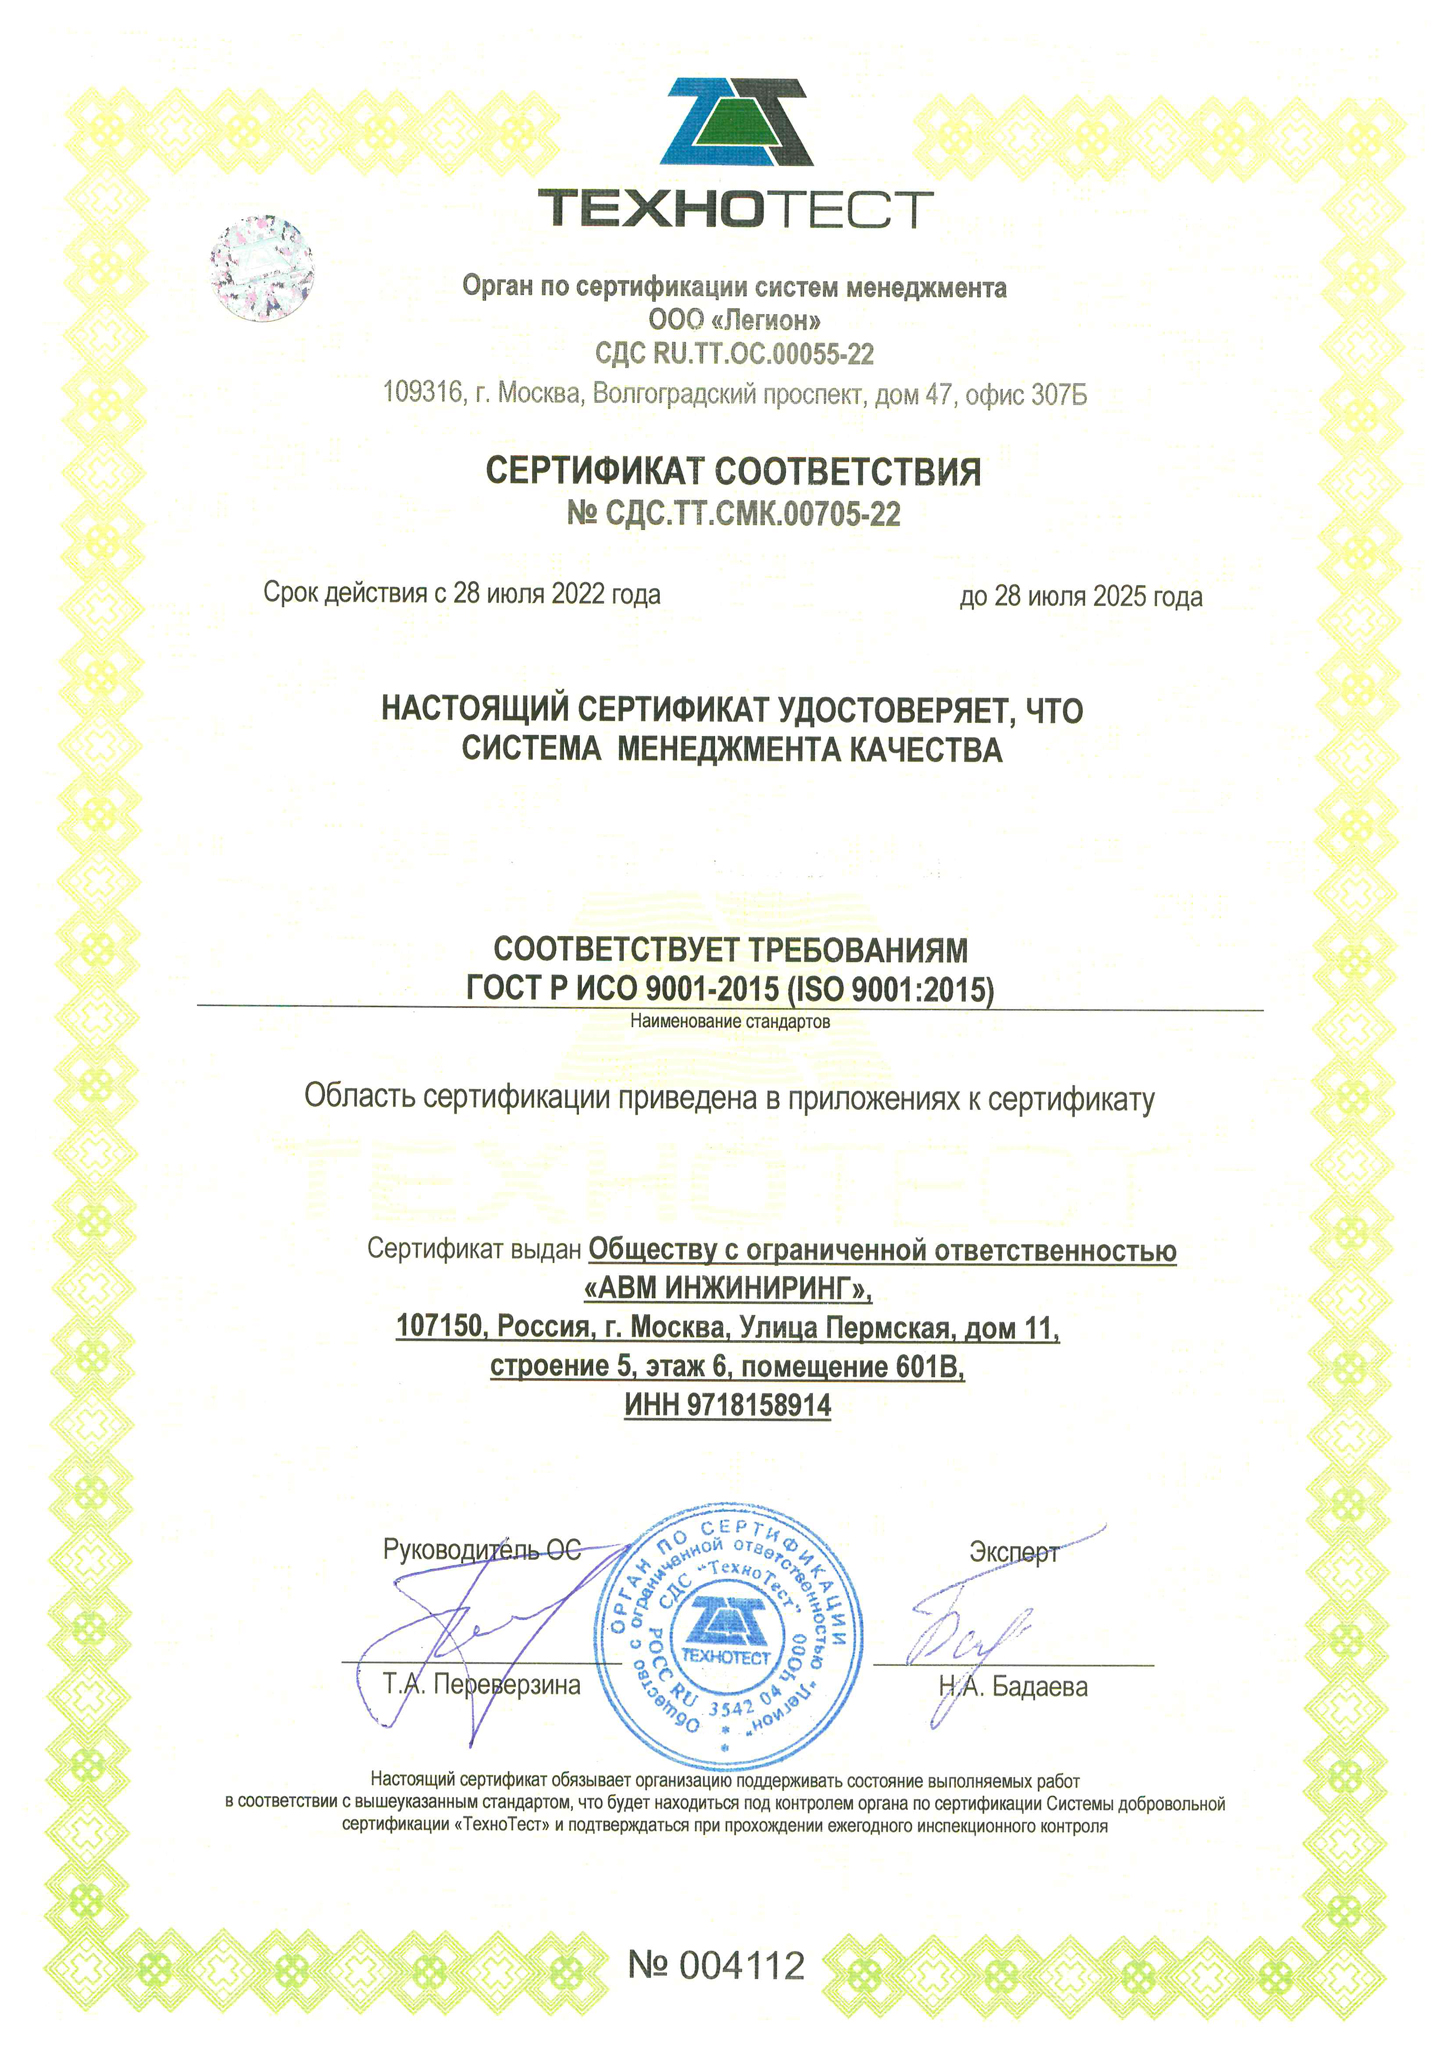 ТЕХНОТЕСТ
Орган по сертификации систем менеджмента
ООО «Легион»
СДС RU.ТТ.ОС.00055-22
109316, г. Москва, Волгоградский проспект, дом 47, офис 307Б
СЕРТИФИКАТ СООТВЕТСТВИЯ
№ СДС.ТТ.СМК.00705-22
Срок действия с 28 июля 2022 года до 28 июля 2025 года
НАСТОЯЩИЙ СЕРТИФИКАТ УДОСТОВЕРЯЕТ, ЧТО
СИСТЕМА МЕНЕДЖМЕНТА КАЧЕСТВА
СООТВЕТСТВУЕТ ТРЕБОВАНИЯМ
ГОСТ Р ИСО 9001-2015 (ISO 9001:2015)
Наименование стандартов
Область сертификации приведена в приложениях к сертификату
ТЕХНОТЕСТ
Сертификат выдан Обществу с ограниченной ответственностью
«АВМ ИНЖИНИРИНГ»,
107150, Россия, г. Москва, Улица Пермская, дом 11,
строение 5, этаж 6, помещение 601В,
ИНН 9718158914
Руководитель ОС
Эксперт
ОРГАН ПО СЕРТИФИКАЦИИ
Общество с ограниченной ответственностью "Легион"
СДС "ТехноТест"
РОСС RU 3542 04 ЧОО0
ТЕХНОТЕСТ
Т.А. Переверзина
Н.А. Бадаева
Настоящий сертификат обязывает организацию поддерживать состояние выполняемых работ
в соответствии с вышеуказанным стандартом, что будет находиться под контролем органа по сертификации Системы добровольной
сертификации «ТехноТест» и подтверждаться при прохождении ежегодного инспекционного контроля
№ 004112